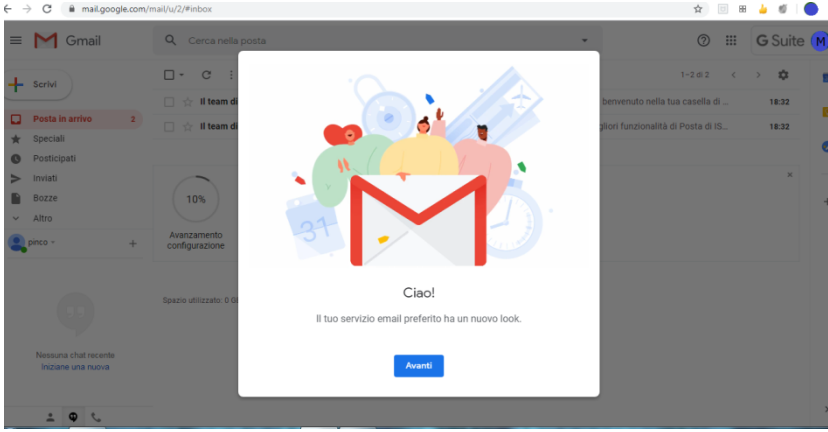 mail.google.com/mail/u/2/#inbox
Gmail
Cerca nella posta
G Suite
M
Scrivi
1–2 di 2
Il team di
benvenuto nella tua casella di ...
18:32
Posta in arrivo
2
Il team di
gliori funzionalità di Posta di IS...
18:32
Speciali
Posticipati
Inviati
Bozze
10%
Altro
31
Avanzamento
configurazione
pinco
Ciao!
Spazio utilizzato: 0 GB
Il tuo servizio email preferito ha un nuovo look.
Nessuna chat recente
Iniziane una nuova
Avanti